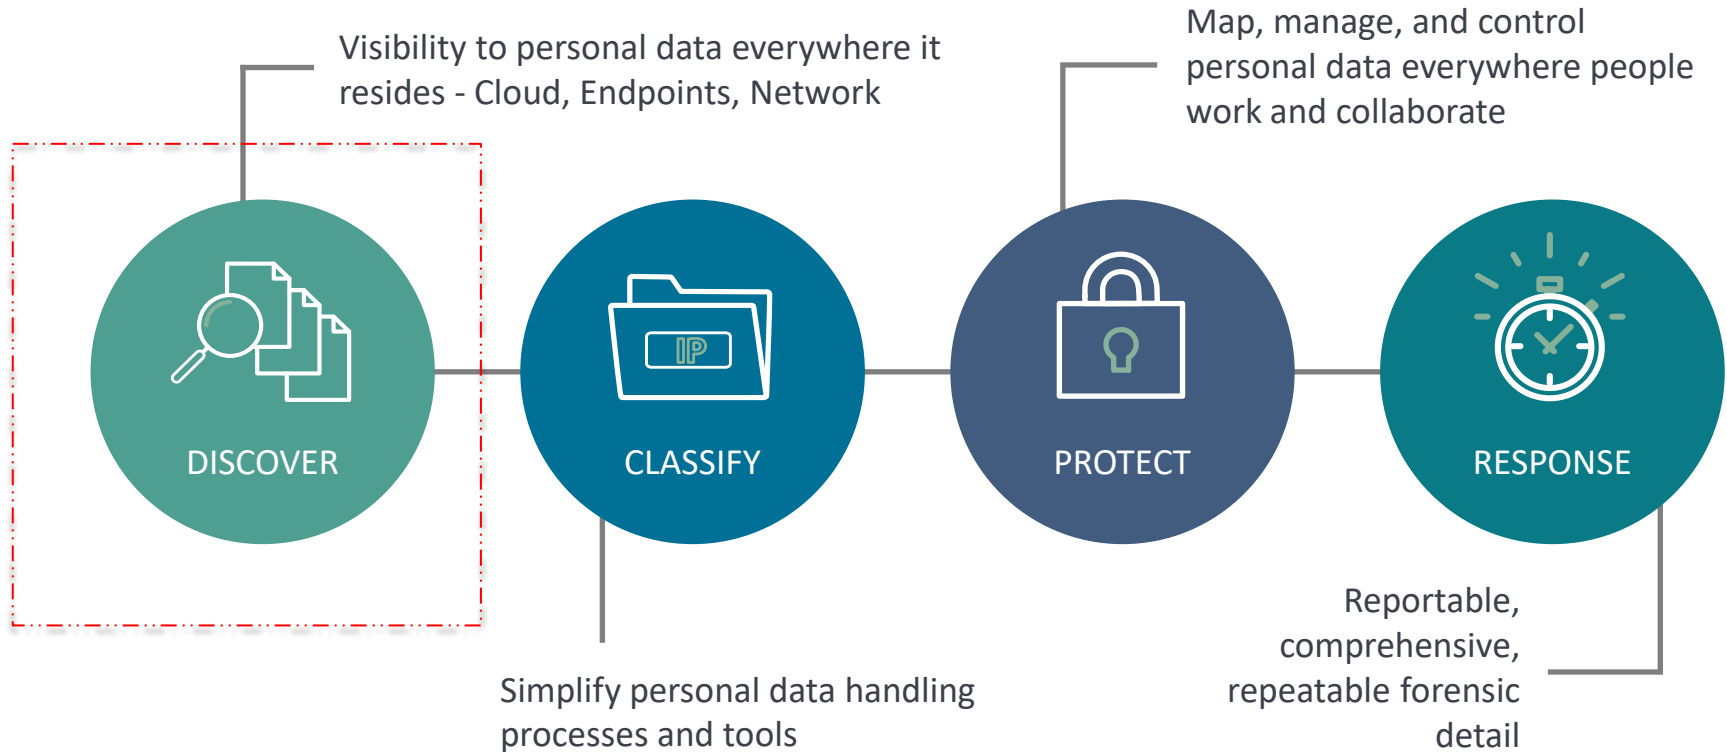 Visibility to personal data everywhere it
resides - Cloud, Endpoints, Network
Map, manage, and control
personal data everywhere people
work and collaborate
DISCOVER
IP
CLASSIFY
PROTECT
RESPONSE
Simplify personal data handling
processes and tools
Reportable,
comprehensive,
repeatable forensic
detail